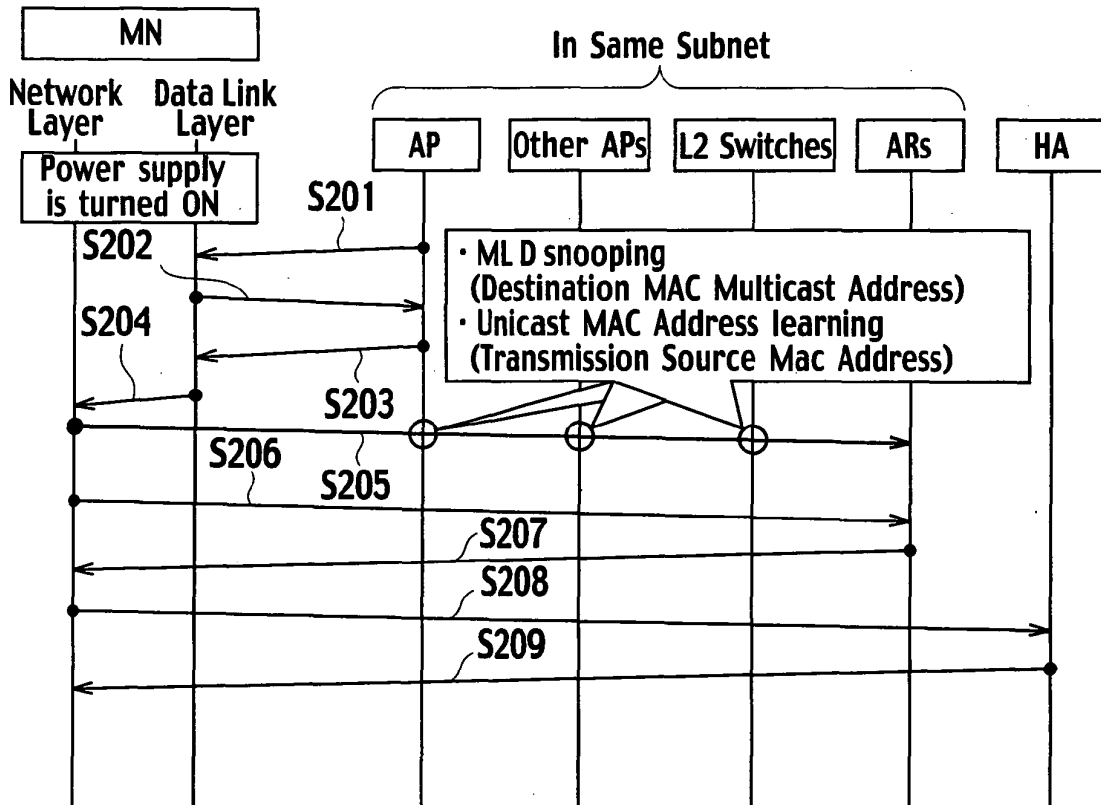 MN
In Same Subnet
Network Layer
Data Link Layer
AP
Other APs
L2 Switches
ARs
HA
Power supply
is turned ON
S201
S202
· MLD snooping
(Destination MAC Multicast Address)
· Unicast MAC Address learning
(Transmission Source Mac Address)
S204
S203
S205
S206
S207
S208
S209